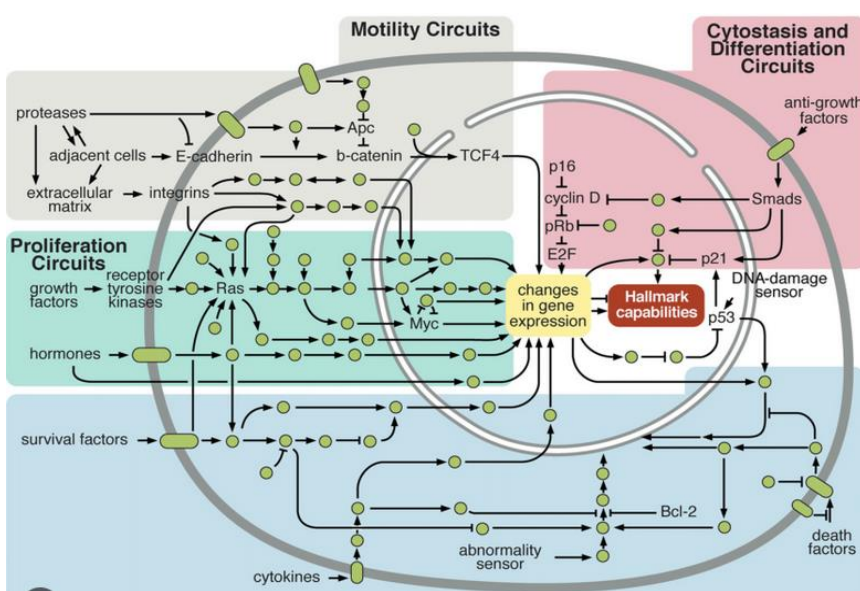 Motility Circuits
Cytostasis and
Differentiation
Circuits
proteases
adjacent cells
E-cadherin
extracellular
matrix
integrins
Apc
b-catenin
TCF4
anti-growth
factors
p16
cyclin D
pRb
E2F
Smads
p21
DNA-damage
sensor
p53
Proliferation
Circuits
growth
factors
receptor
tyrosine
kinases
Ras
Myc
hormones
changes
in gene
expression
Hallmark
capabilities
survival factors
cytokines
abnormality
sensor
Bcl-2
death
factors